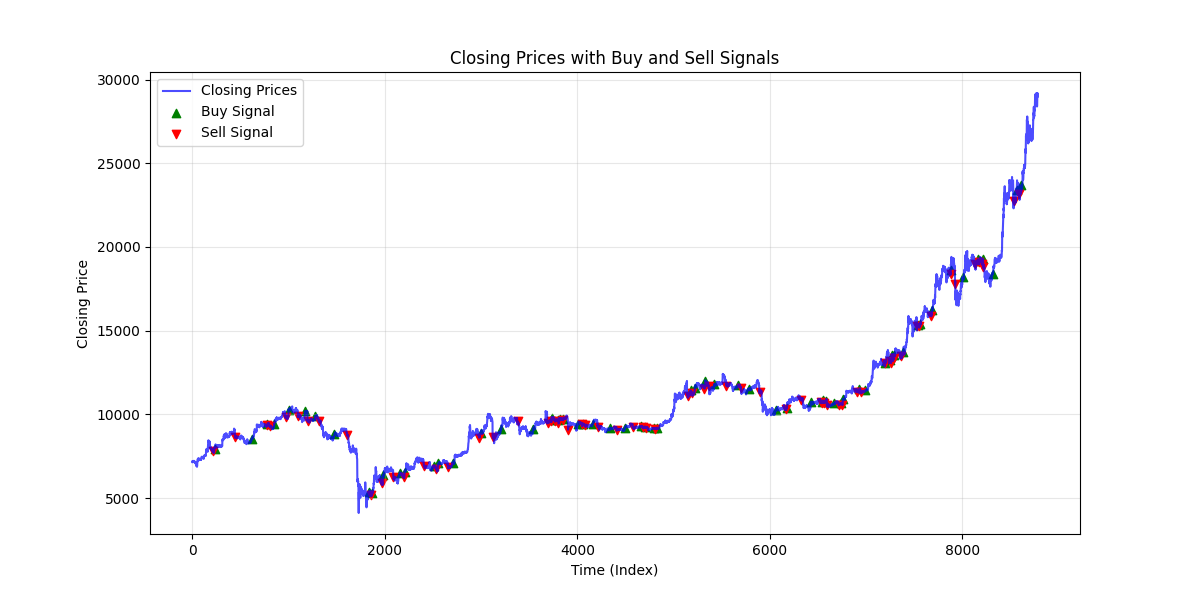 Closing Prices with Buy and Sell Signals
Closing Prices
Buy Signal
Sell Signal
30000
25000
20000
15000
10000
5000
Closing Price
0 2000 4000 6000 8000
Time (Index)